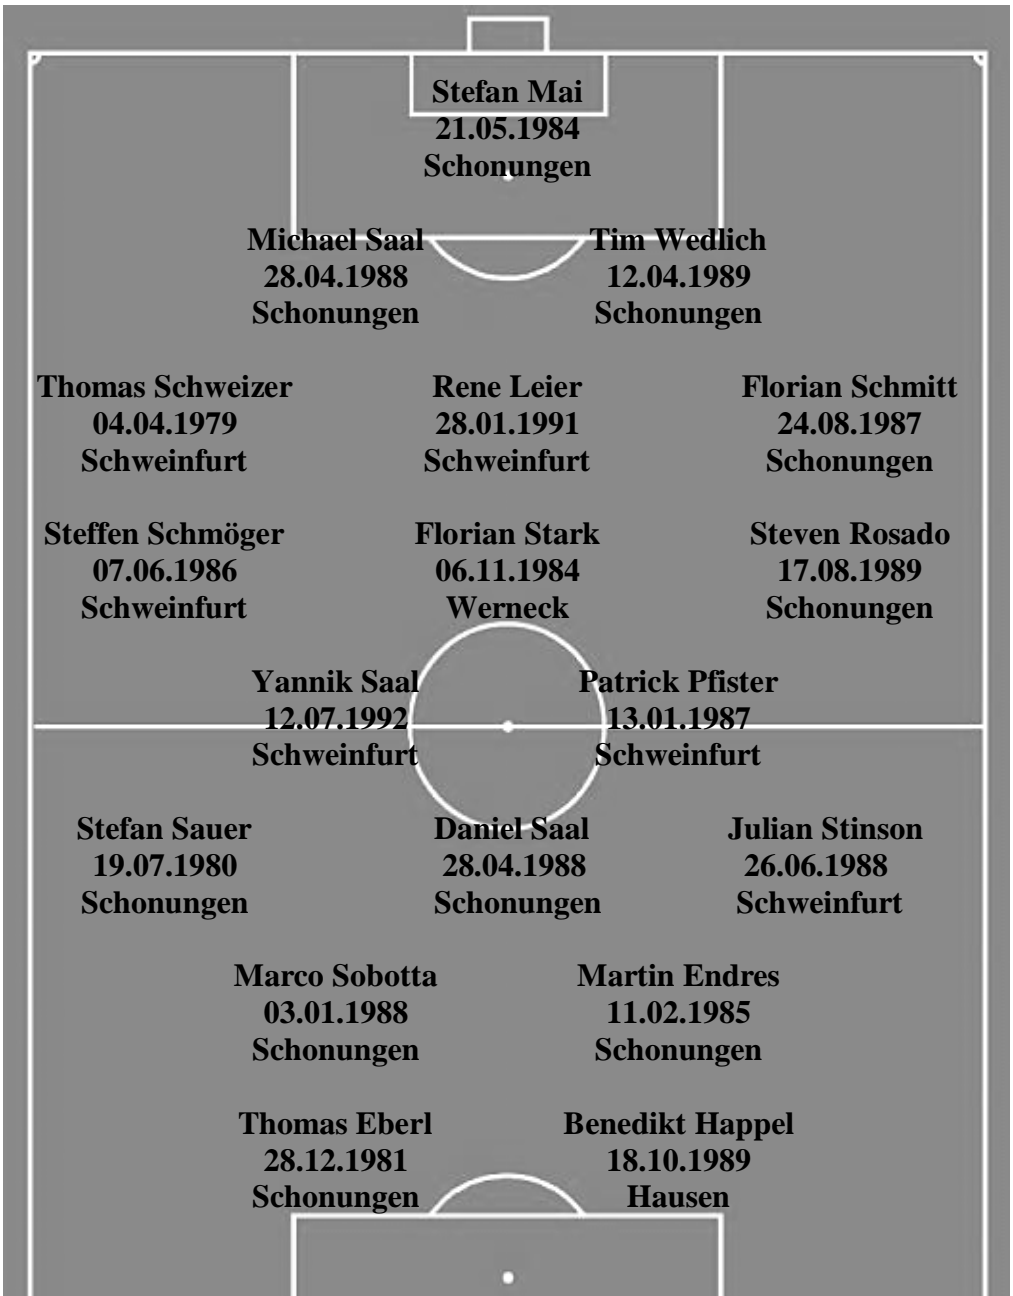 Stefan Mai
21.05.1984
Schonungen
Michael Saal
28.04.1988
Schonungen
Tim Wedlich
12.04.1989
Schonungen
Thomas Schweizer
04.04.1979
Schweinfurt
Rene Leier
28.01.1991
Schweinfurt
Florian Schmitt
24.08.1987
Schonungen
Steffen Schmöger
07.06.1986
Schweinfurt
Florian Stark
06.11.1984
Werneck
Steven Rosado
17.08.1989
Schonungen
Yannik Saal
12.07.1992
Schweinfurt
Patrick Pfister
13.01.1987
Schweinfurt
Stefan Sauer
19.07.1980
Schonungen
Daniel Saal
28.04.1988
Schonungen
Julian Stinson
26.06.1988
Schweinfurt
Marco Sobotta
03.01.1988
Schonungen
Martin Endres
11.02.1985
Schonungen
Thomas Eberl
28.12.1981
Schonungen
Benedikt Happel
18.10.1989
Hausen